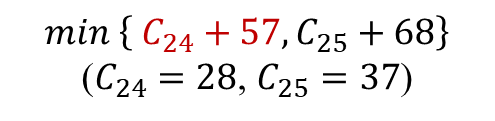 min { C₂₄ + 57, C₂₅ + 68}
(C₂₄ = 28, C₂₅ = 37)